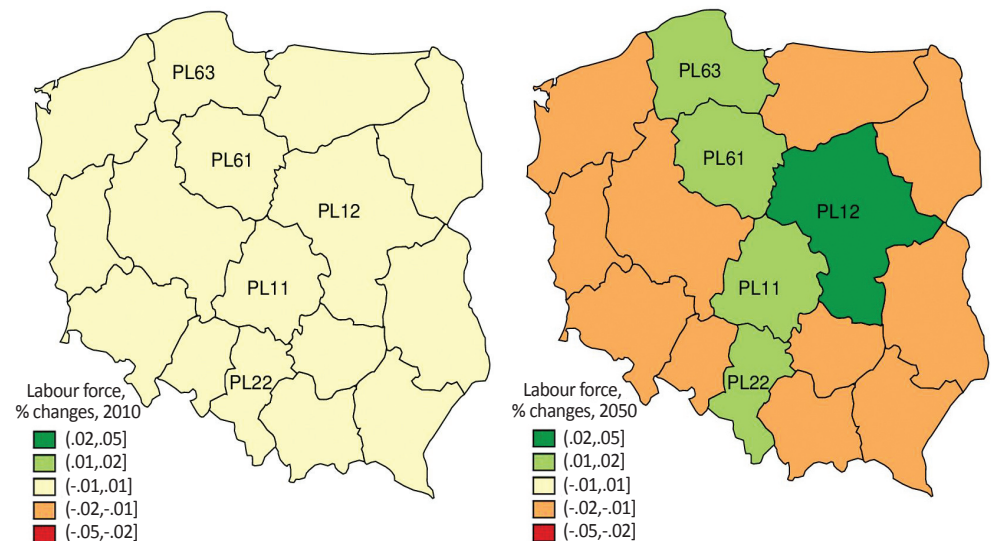 PL63
PL61
PL12
PL11
PL22
Labour force,
% changes, 2010
(.02,.05]
(.01,.02]
(-.01,.01]
(-.02,-.01]
(-.05,-.02]
PL63
PL61
PL12
PL11
PL22
Labour force,
% changes, 2050
(.02,.05]
(.01,.02]
(-.01,.01]
(-.02,-.01]
(-.05,-.02]